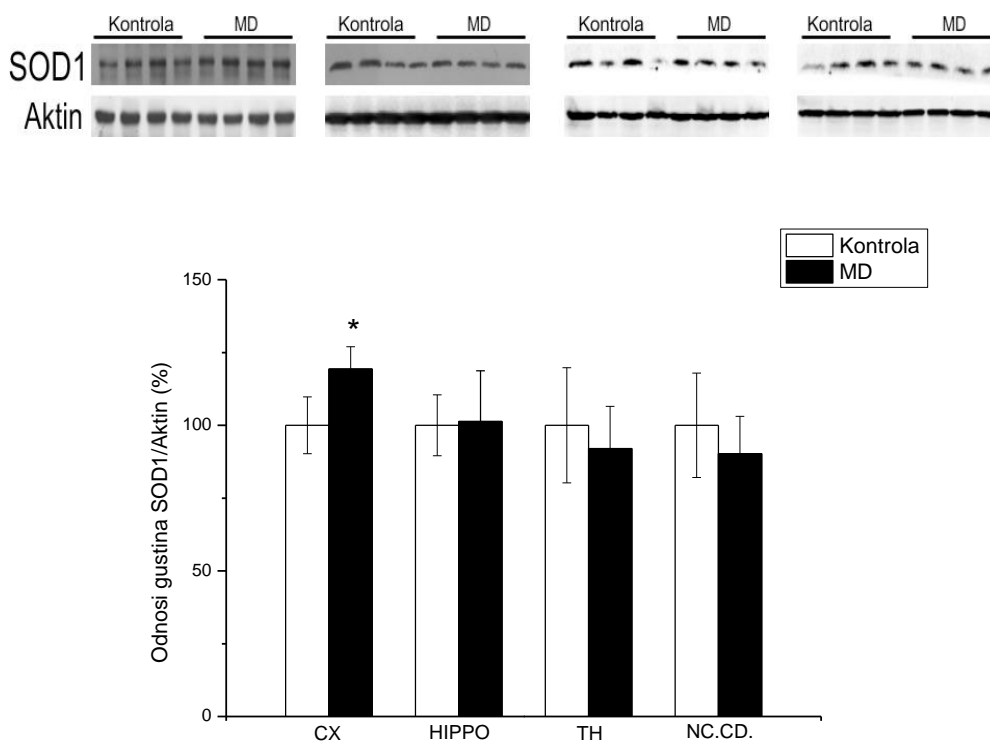 Kontrola MD Kontrola MD Kontrola MD Kontrola MD
SOD1
Aktin
Kontrola
MD
150
100
50
0
*
Odnosi gustina SOD1/Aktin (%)
CX HIPPO TH NC.CD.